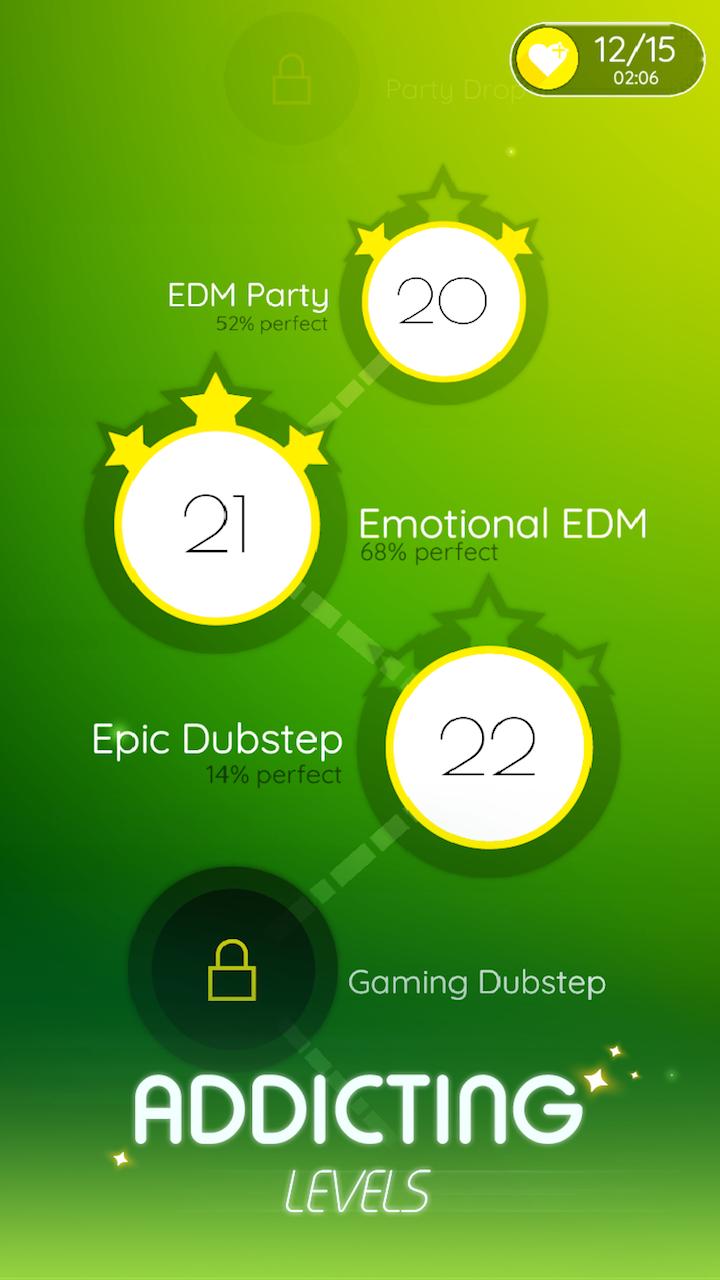 12/15
02:06
Party Drop
20
EDM Party
52% perfect
21
Emotional EDM
68% perfect
22
Epic Dubstep
14% perfect
Gaming Dubstep
ADDICTING
LEVELS